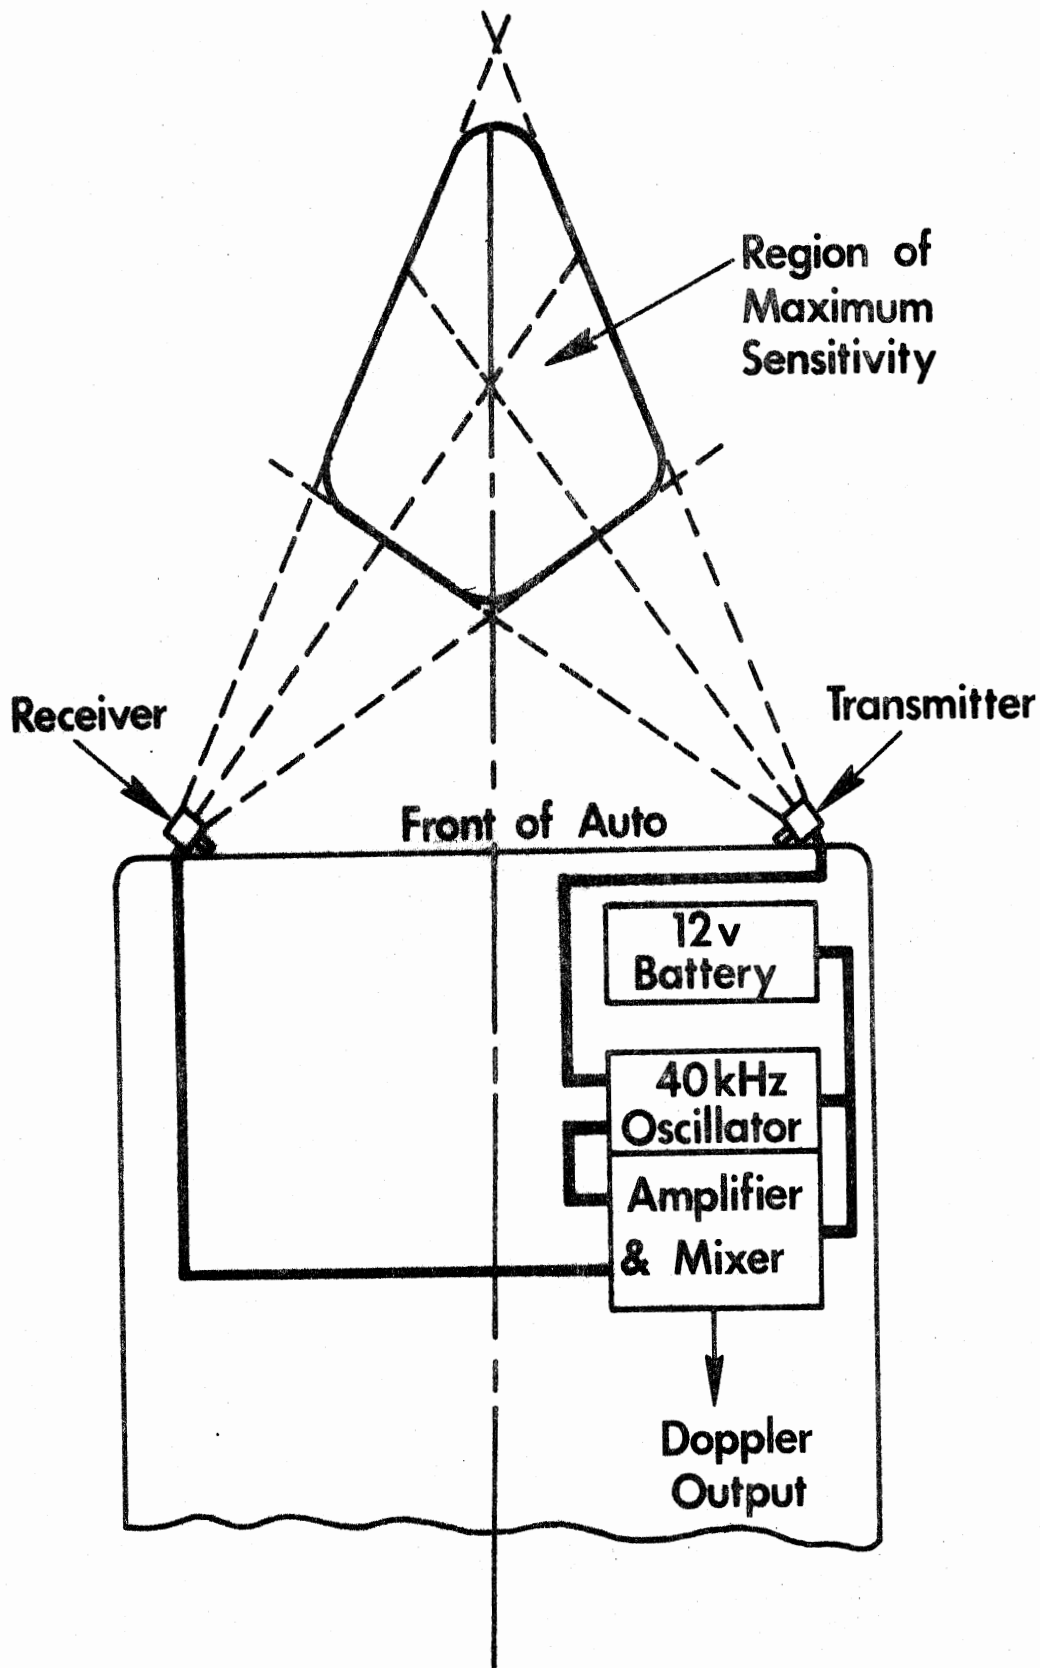 Region of
Maximum
Sensitivity
Receiver
Transmitter
Front of Auto
12v
Battery
40kHz
Oscillator
Amplifier
& Mixer
Doppler
Output